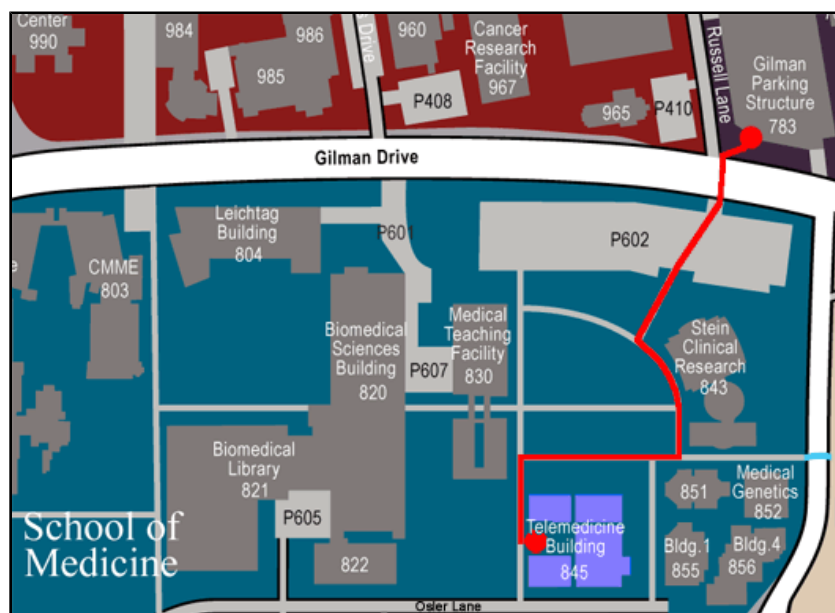 Center
990
984
986
985
s Drive
960
P408
Cancer
Research
Facility
967
965
P410
Russell Lane
Gilman
Parking
Structure
783
Gilman Drive
Leichtag
Building
804
P601
P602
e
CMME
803
Biomedical
Sciences
Building
820
Medical
Teaching
Facility
830
P607
Stein
Clinical
Research
843
Biomedical
Library
821
P605
822
School of
Medicine
Telemedicine
Building
845
851
Medical
Genetics
852
Bldg.1
855
Bldg.4
856
Osler Lane